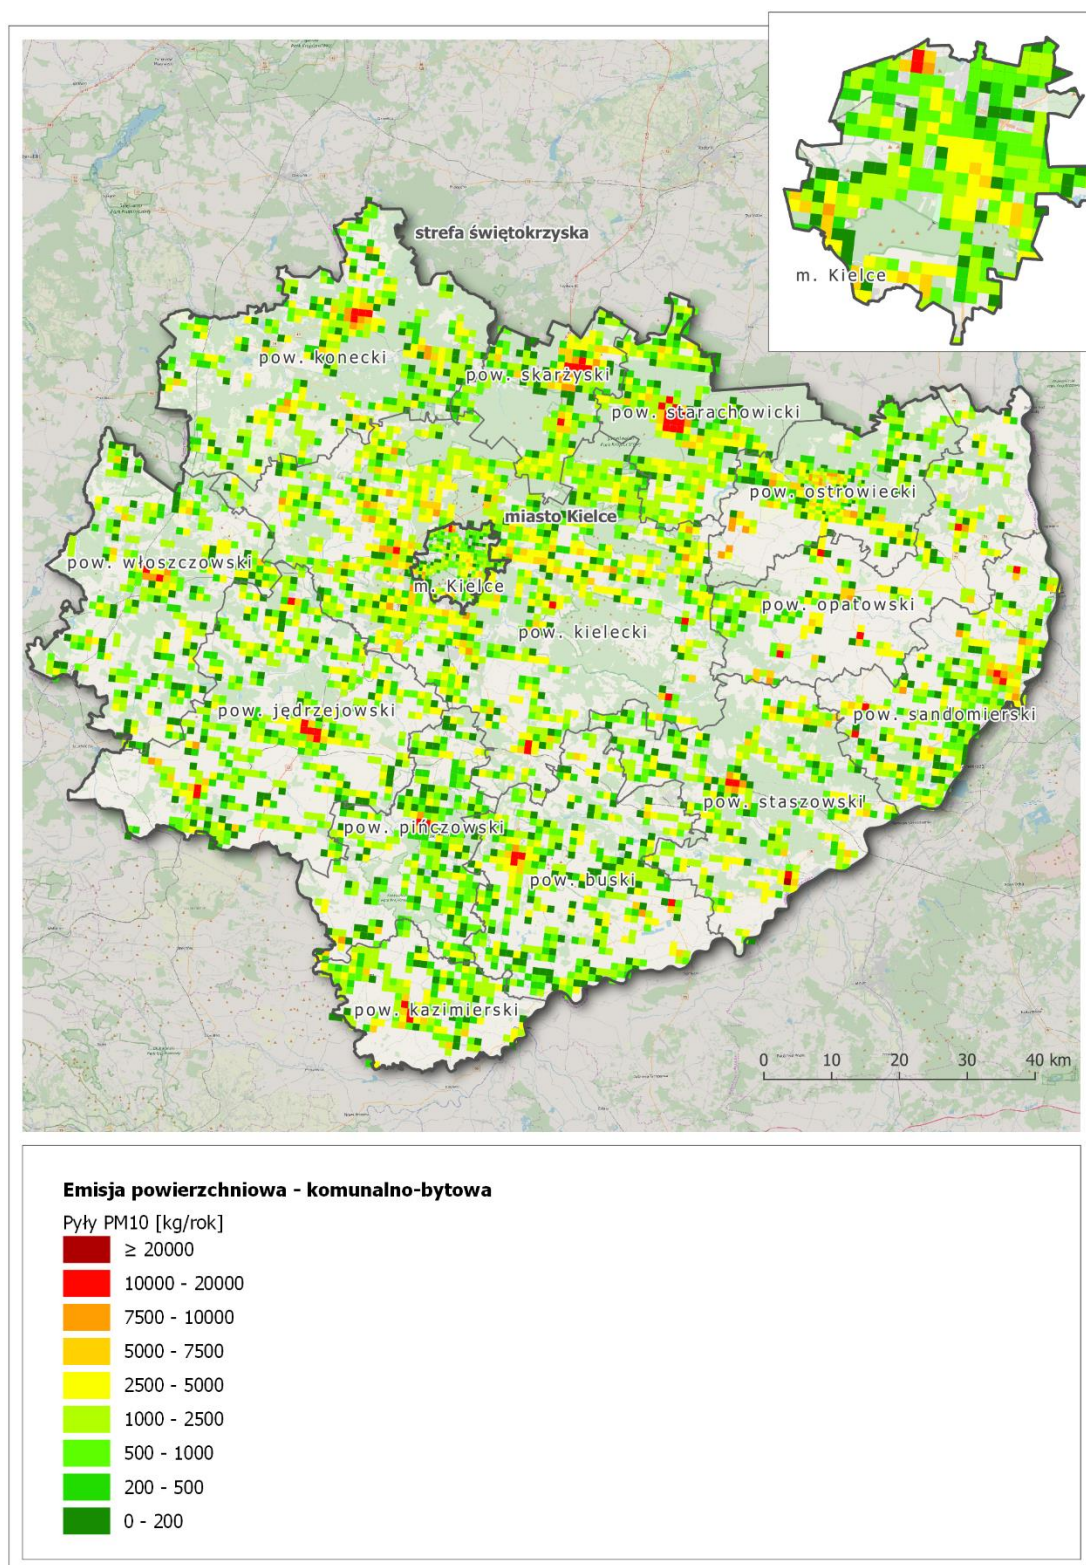 m. Kielce
strefa świętokrzyska
pow. konecki
pow. skarżyski
pow. starachowicki
pow. ostrowiecki
miasto Kielce
pow. włoszczowski
m. Kielce
pow. opatowski
pow. kielecki
pow. jędrzejowski
pow. sandomierski
pow. staszowski
pow. pińczowski
pow. buski
pow. kazimierski
0 10 20 30 40 km
Emisja powierzchniowa - komunalno-bytowa
Pyły PM10 [kg/rok]
≥ 20000
10000 - 20000
7500 - 10000
5000 - 7500
2500 - 5000
1000 - 2500
500 - 1000
200 - 500
0 - 200